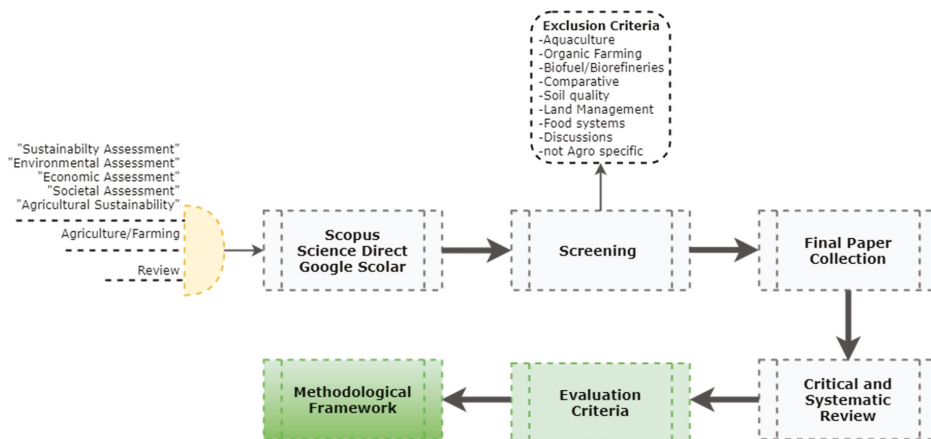 "Sustainabilty Assessment"
"Environmental Assessment"
"Economic Assessment"
"Societal Assessment"
"Agricultural Sustainability"
Agriculture/Farming
Review
Scopus
Science Direct
Google Scolar
Exclusion Criteria
-Aquaculture
-Organic Farming
-Biofuel/Biorefineries
-Comparative
-Soil quality
-Land Management
-Food systems
-Discussions
-not Agro specific
Screening
Final Paper
Collection
Critical and
Systematic
Review
Evaluation
Criteria
Methodological
Framework